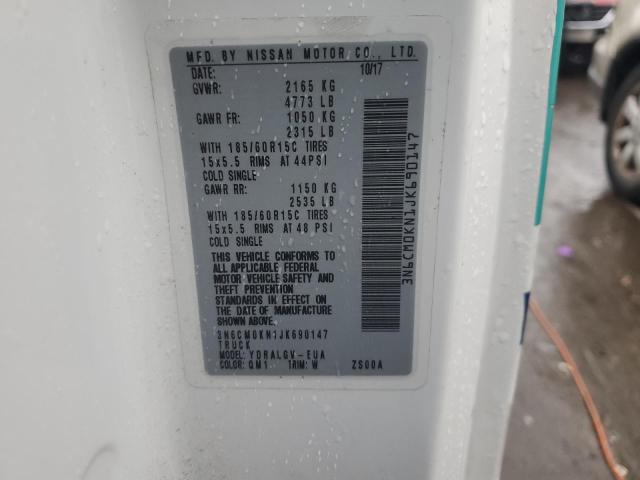 MFD. BY NISSAN MOTOR CO., LTD.
DATE: 10/17
GVWR: 2165 KG
4773 LB
GAWR FR: 1050 KG
2315 LB
WITH 185/60R15C TIRES
15x5.5 RIMS AT 44PSI
COLD SINGLE
GAWR RR: 1150 KG
2535 LB
WITH 185/60R15C TIRES
15x5.5 RIMS AT 48 PSI
COLD SINGLE
THIS VEHICLE CONFORMS TO
ALL APPLICABLE FEDERAL
MOTOR VEHICLE SAFETY AND
THEFT PREVENTION
STANDARDS IN EFFECT ON
THE DATE OF MANUFACTURE
SHOWN ABOVE.
3N6CM0KN1JK690147
TRUCK
MODEL: YDRALGV-EUA
COLOR: QM1 TRIM: W ZS00A
3N6CM0KN1JK690147